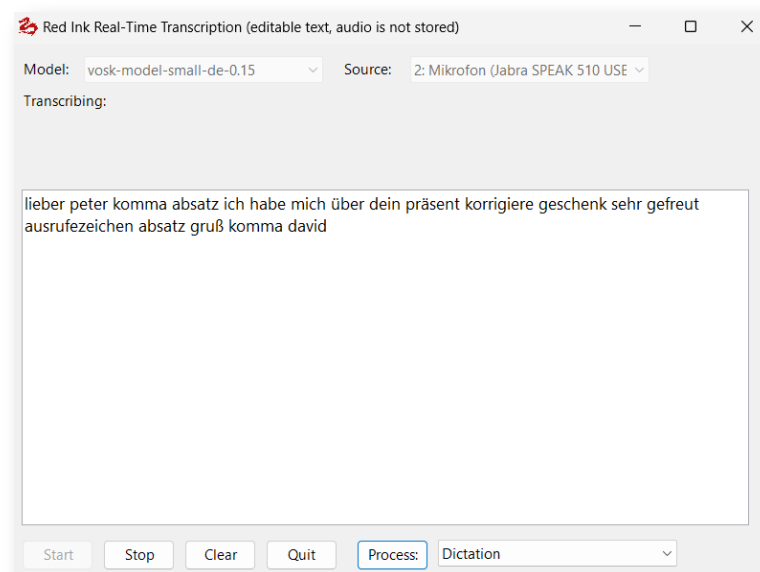 Red Ink Real-Time Transcription (editable text, audio is not stored)
Model: vosk-model-small-de-0.15 Source: 2: Mikrofon (Jabra SPEAK 510 USE
Transcribing:
lieber peter komma absatz ich habe mich über dein präsent korrigiere geschenk sehr gefreut
ausrufezeichen absatz gruß komma david
Start Stop Clear Quit Process: Dictation